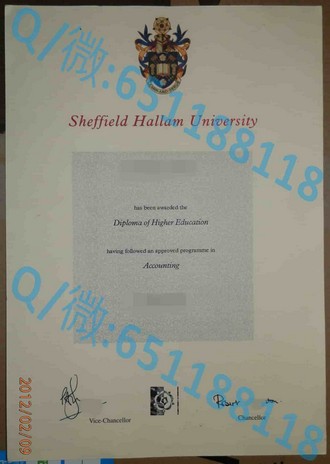 Sheffield Hallam University
has been awarded the
Diploma of Higher Education
having followed an approved programme in
Accounting
Vice-Chancellor
Chancellor
2012/02/09
Q/微:651188118
Q/微:651188118